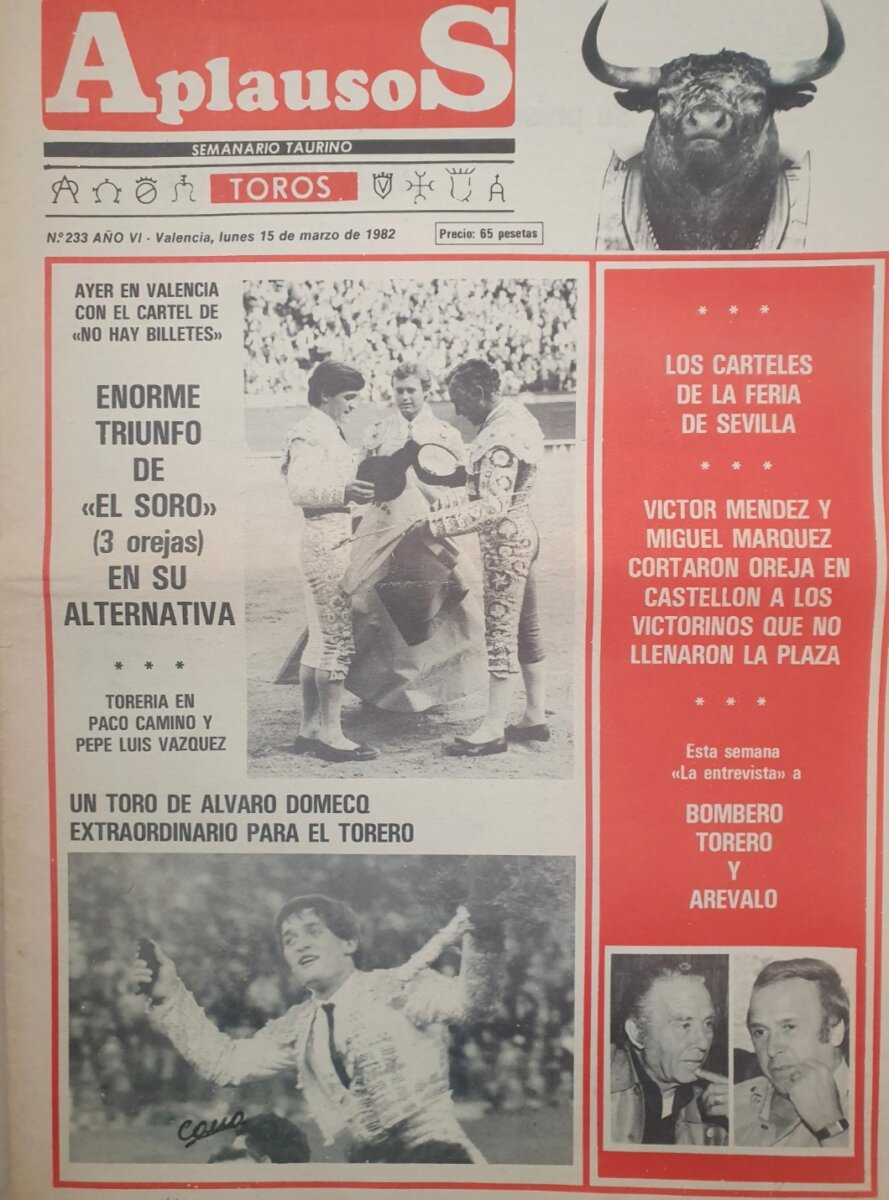 AplausoS
SEMANARIO TAURINO
TOROS
N.º 233 AÑO VI - Valencia, lunes 15 de marzo de 1982
Precio: 65 pesetas
AYER EN VALENCIA
CON EL CARTEL DE
«NO HAY BILLETES»
ENORME
TRIUNFO
DE
«EL SORO»
(3 orejas)
EN SU
ALTERNATIVA
* * *
TORERIA EN
PACO CAMINO Y
PEPE LUIS VAZQUEZ
UN TORO DE ALVARO DOMECQ
EXTRAORDINARIO PARA EL TORERO
Cano
* * *
LOS CARTELES
DE LA FERIA
DE SEVILLA
* * *
VICTOR MENDEZ Y
MIGUEL MARQUEZ
CORTARON OREJA EN
CASTELLON A LOS
VICTORINOS QUE NO
LLENARON LA PLAZA
* * *
Esta semana
«La entrevista» a
BOMBERO
TORERO
Y
AREVALO